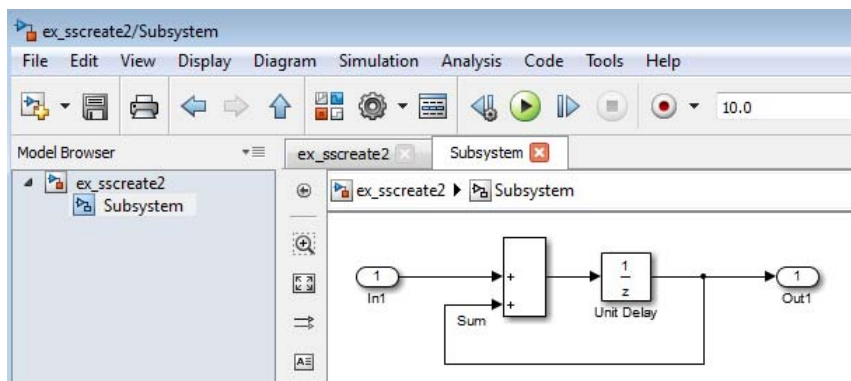 ex_sscreate2/Subsystem
File Edit View Display Diagram Simulation Analysis Code Tools Help
10.0
Model Browser
ex_sscreate2
Subsystem
ex_sscreate2 Subsystem
ex_sscreate2 Subsystem
1
In1
+
+
Sum
1
z
Unit Delay
1
Out1